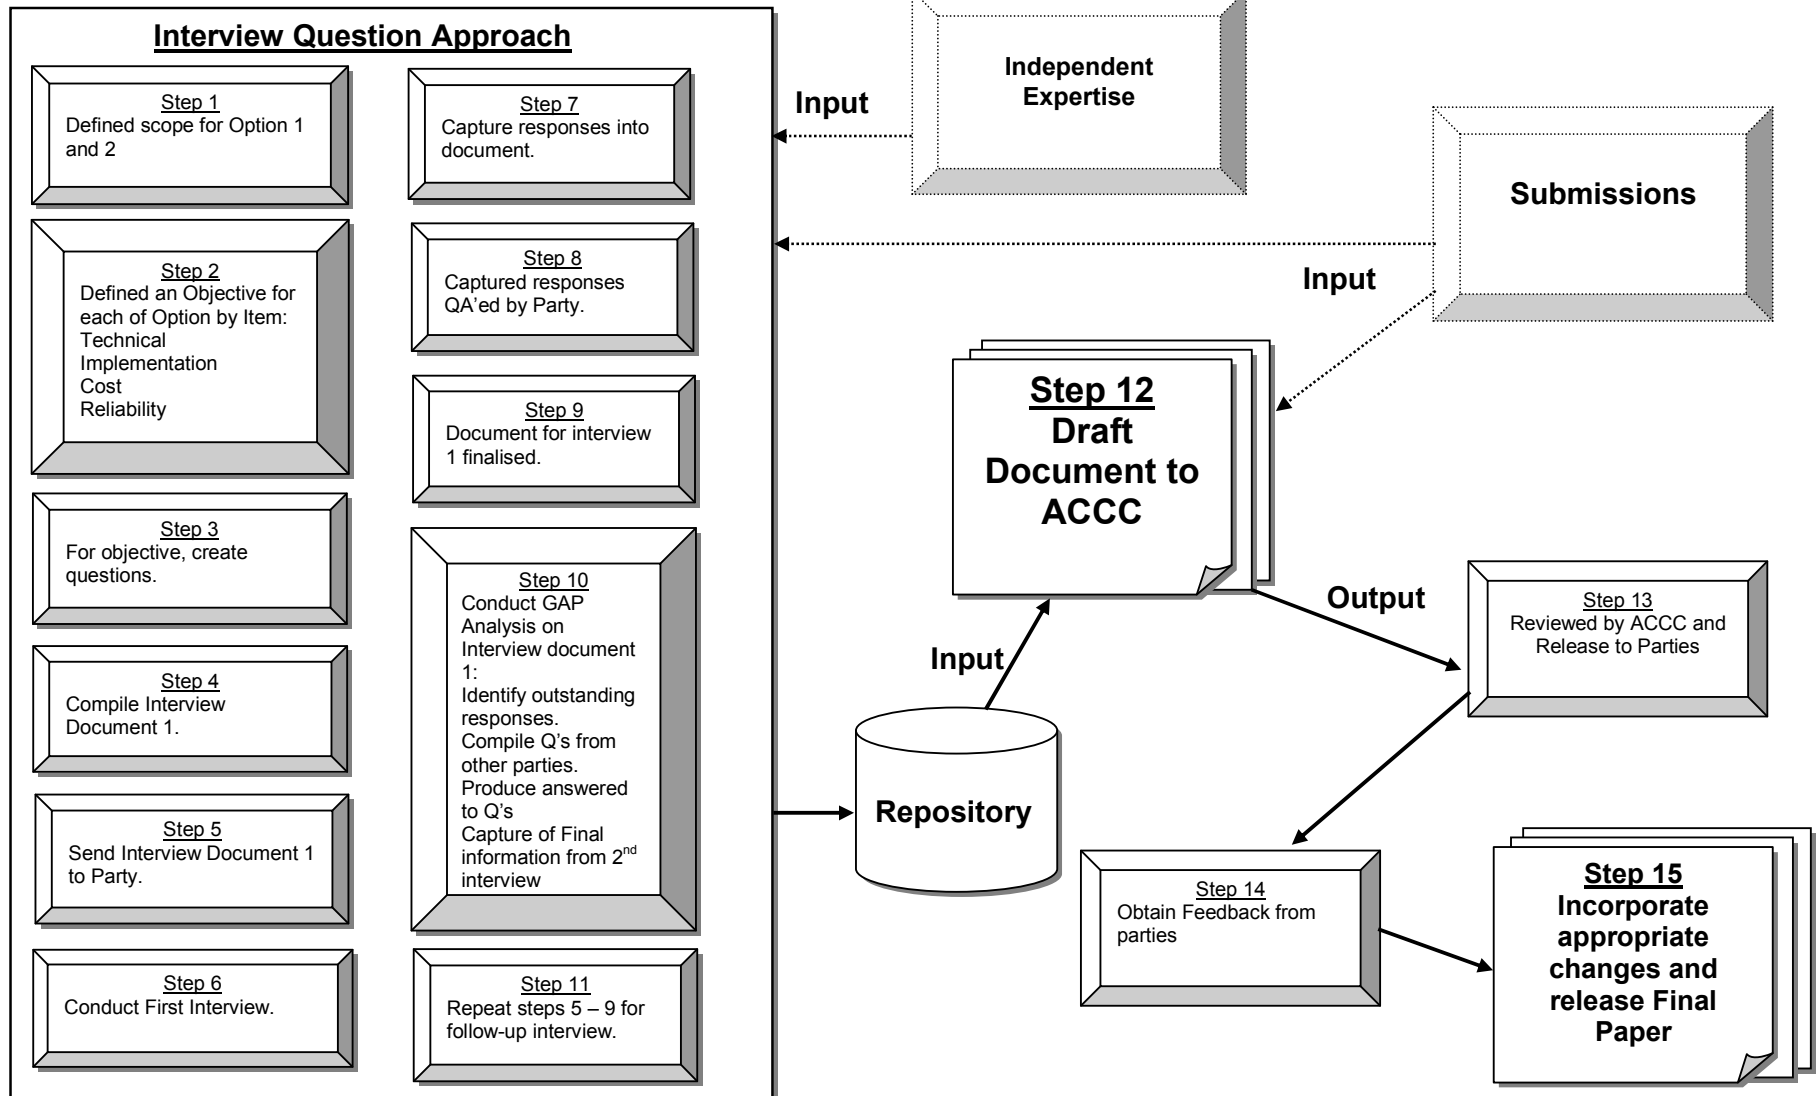 Interview Question Approach
Step 1
Defined scope for Option 1
and 2
Step 2
Defined an Objective for
each of Option by Item:
Technical
Implementation
Cost
Reliability
Step 3
For objective, create
questions.
Step 4
Compile Interview
Document 1.
Step 5
Send Interview Document 1
to Party.
Step 6
Conduct First Interview.
Step 7
Capture responses into
document.
Step 8
Captured responses
QA'ed by Party.
Step 9
Document for interview
1 finalised.
Step 10
Conduct GAP
Analysis on
Interview document
1:
Identify outstanding
responses.
Compile Q's from
other parties.
Produce answered
to Q's
Capture of Final
information from 2nd
interview
Step 11
Repeat steps 5 – 9 for
follow-up interview.
Input
Independent
Expertise
Submissions
Input
Step 12
Draft
Document to
ACCC
Input
Repository
Output
Step 13
Reviewed by ACCC and
Release to Parties
Step 14
Obtain Feedback from
parties
Step 15
Incorporate
appropriate
changes and
release Final
Paper